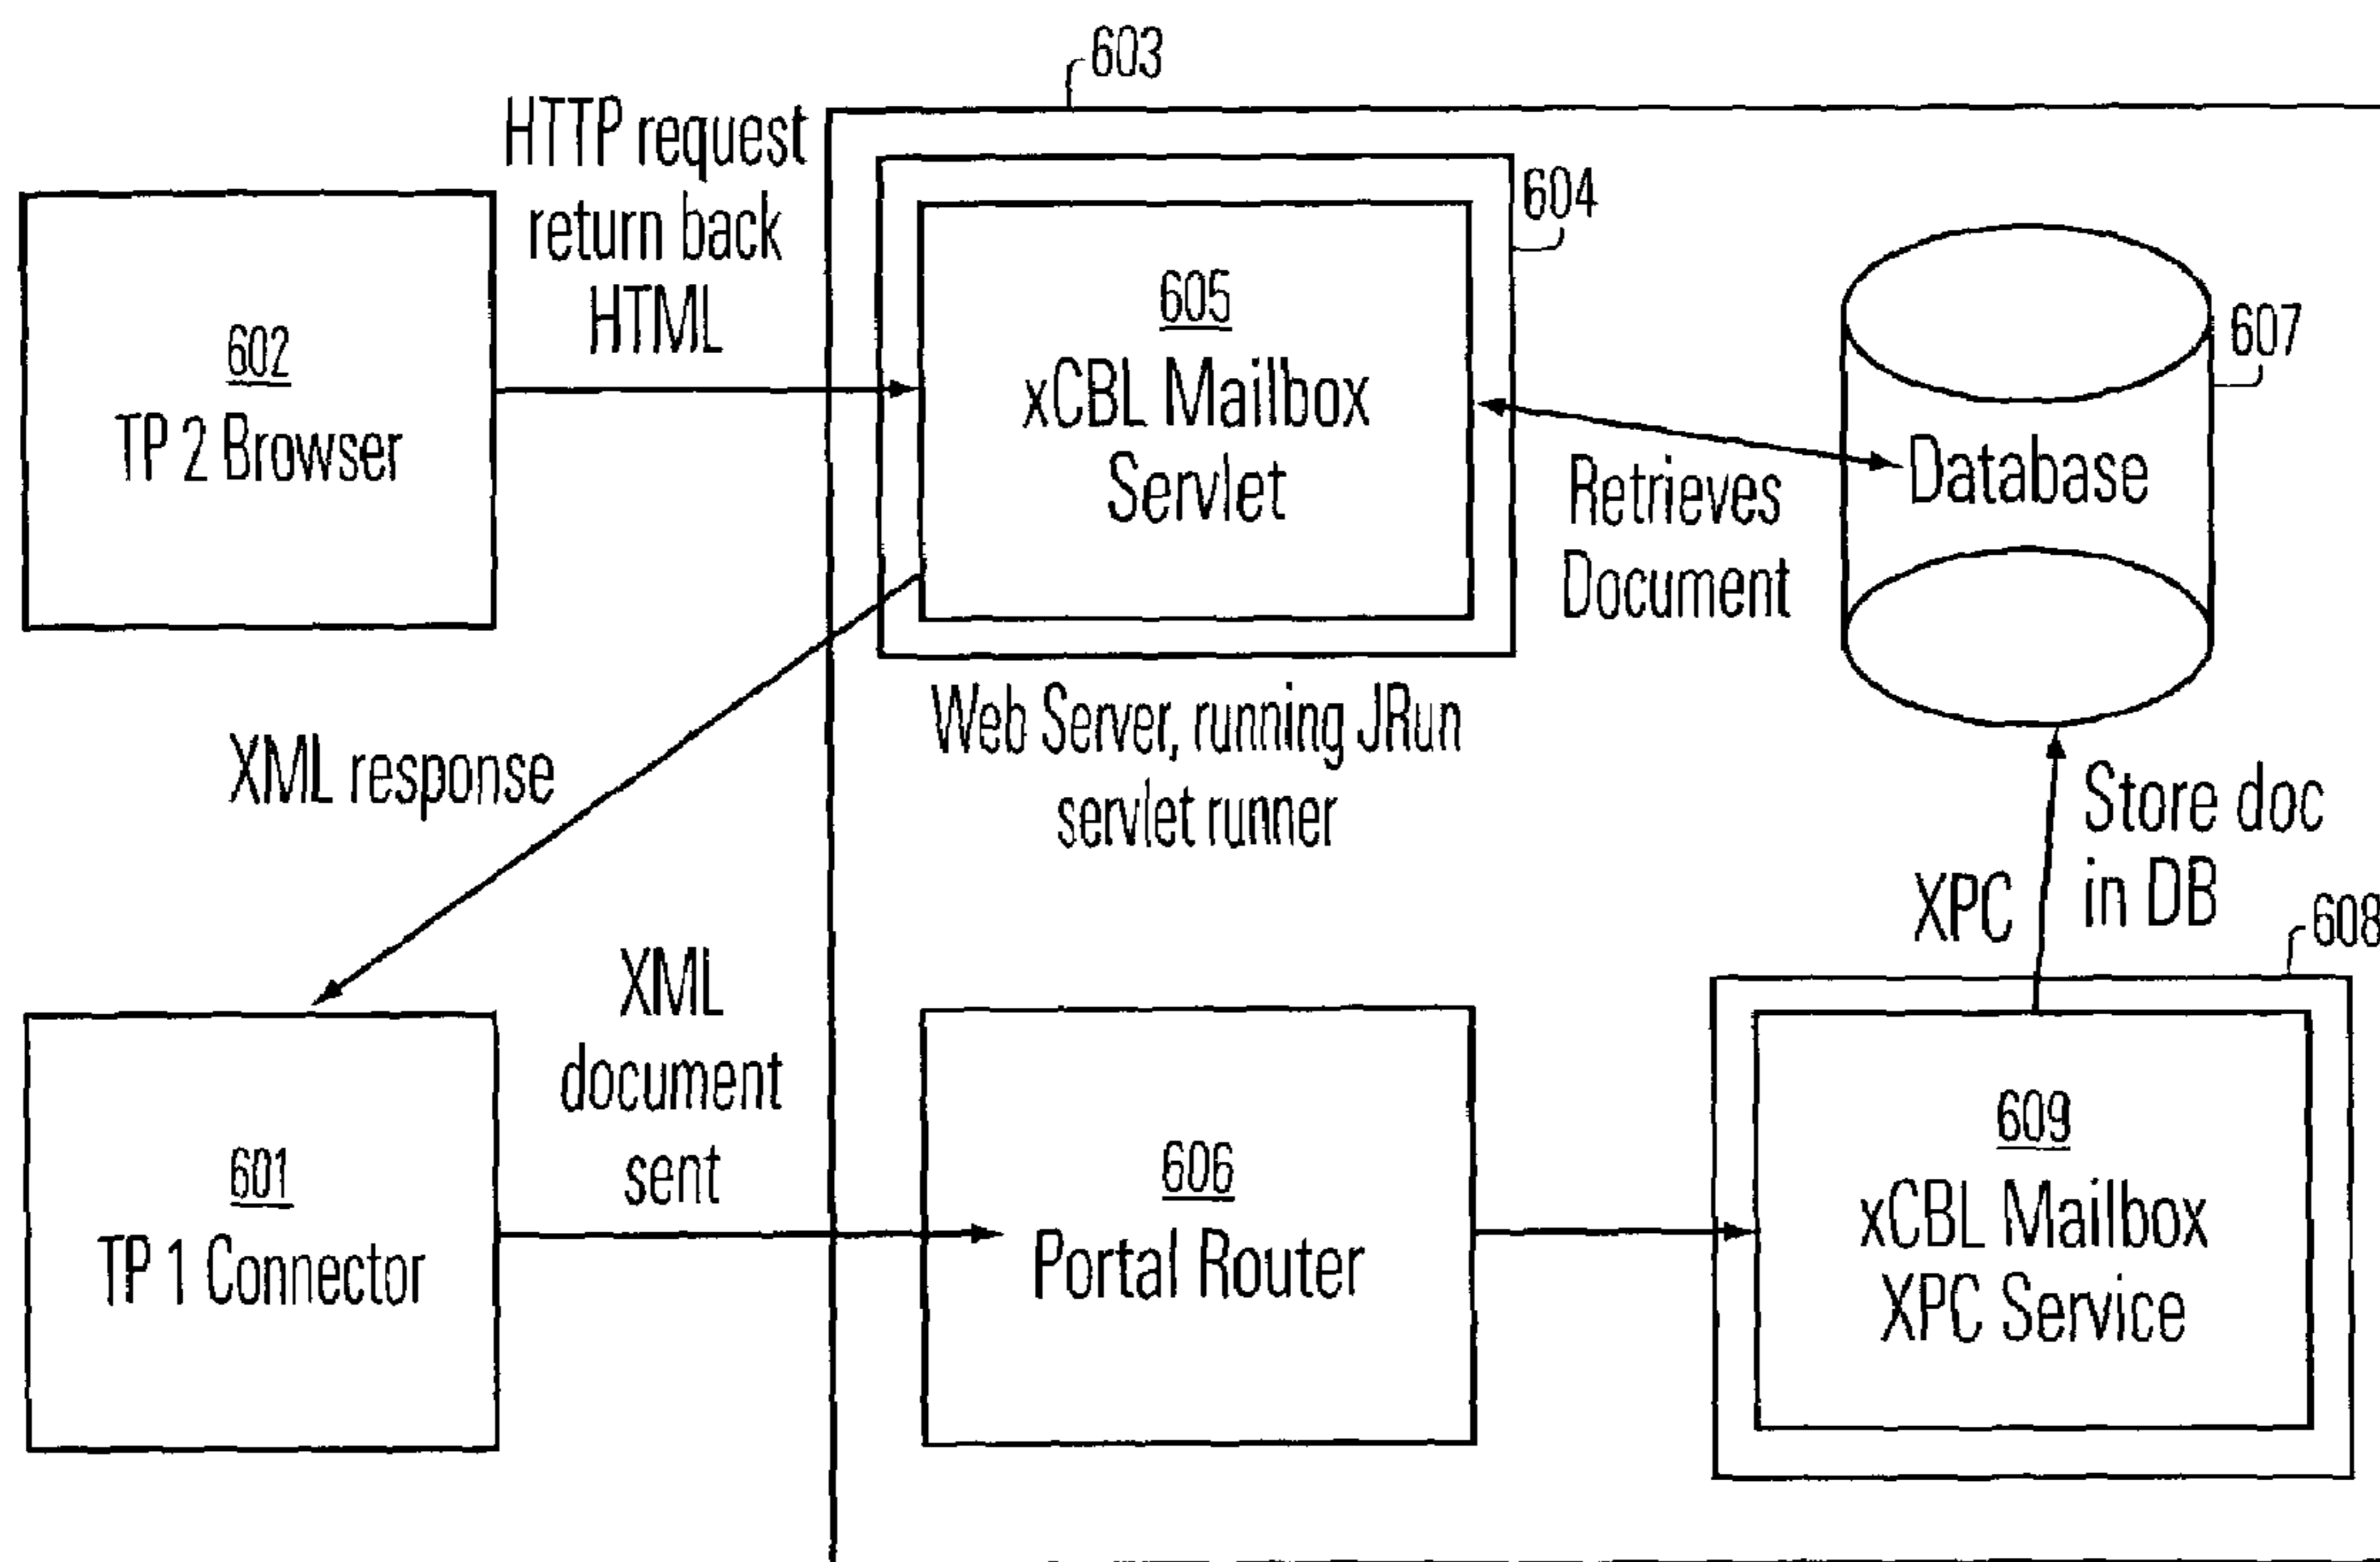 603
HTTP request
return back
HTML
604
602
TP 2 Browser
605
xCBL Mailbox
Servlet
607
Database
Retrieves
Document
Web Server, running JRun
servlet runner
XML response
Store doc
in DB
XPC
608
XML
document
sent
601
TP 1 Connector
606
Portal Router
609
xCBL Mailbox
XPC Service